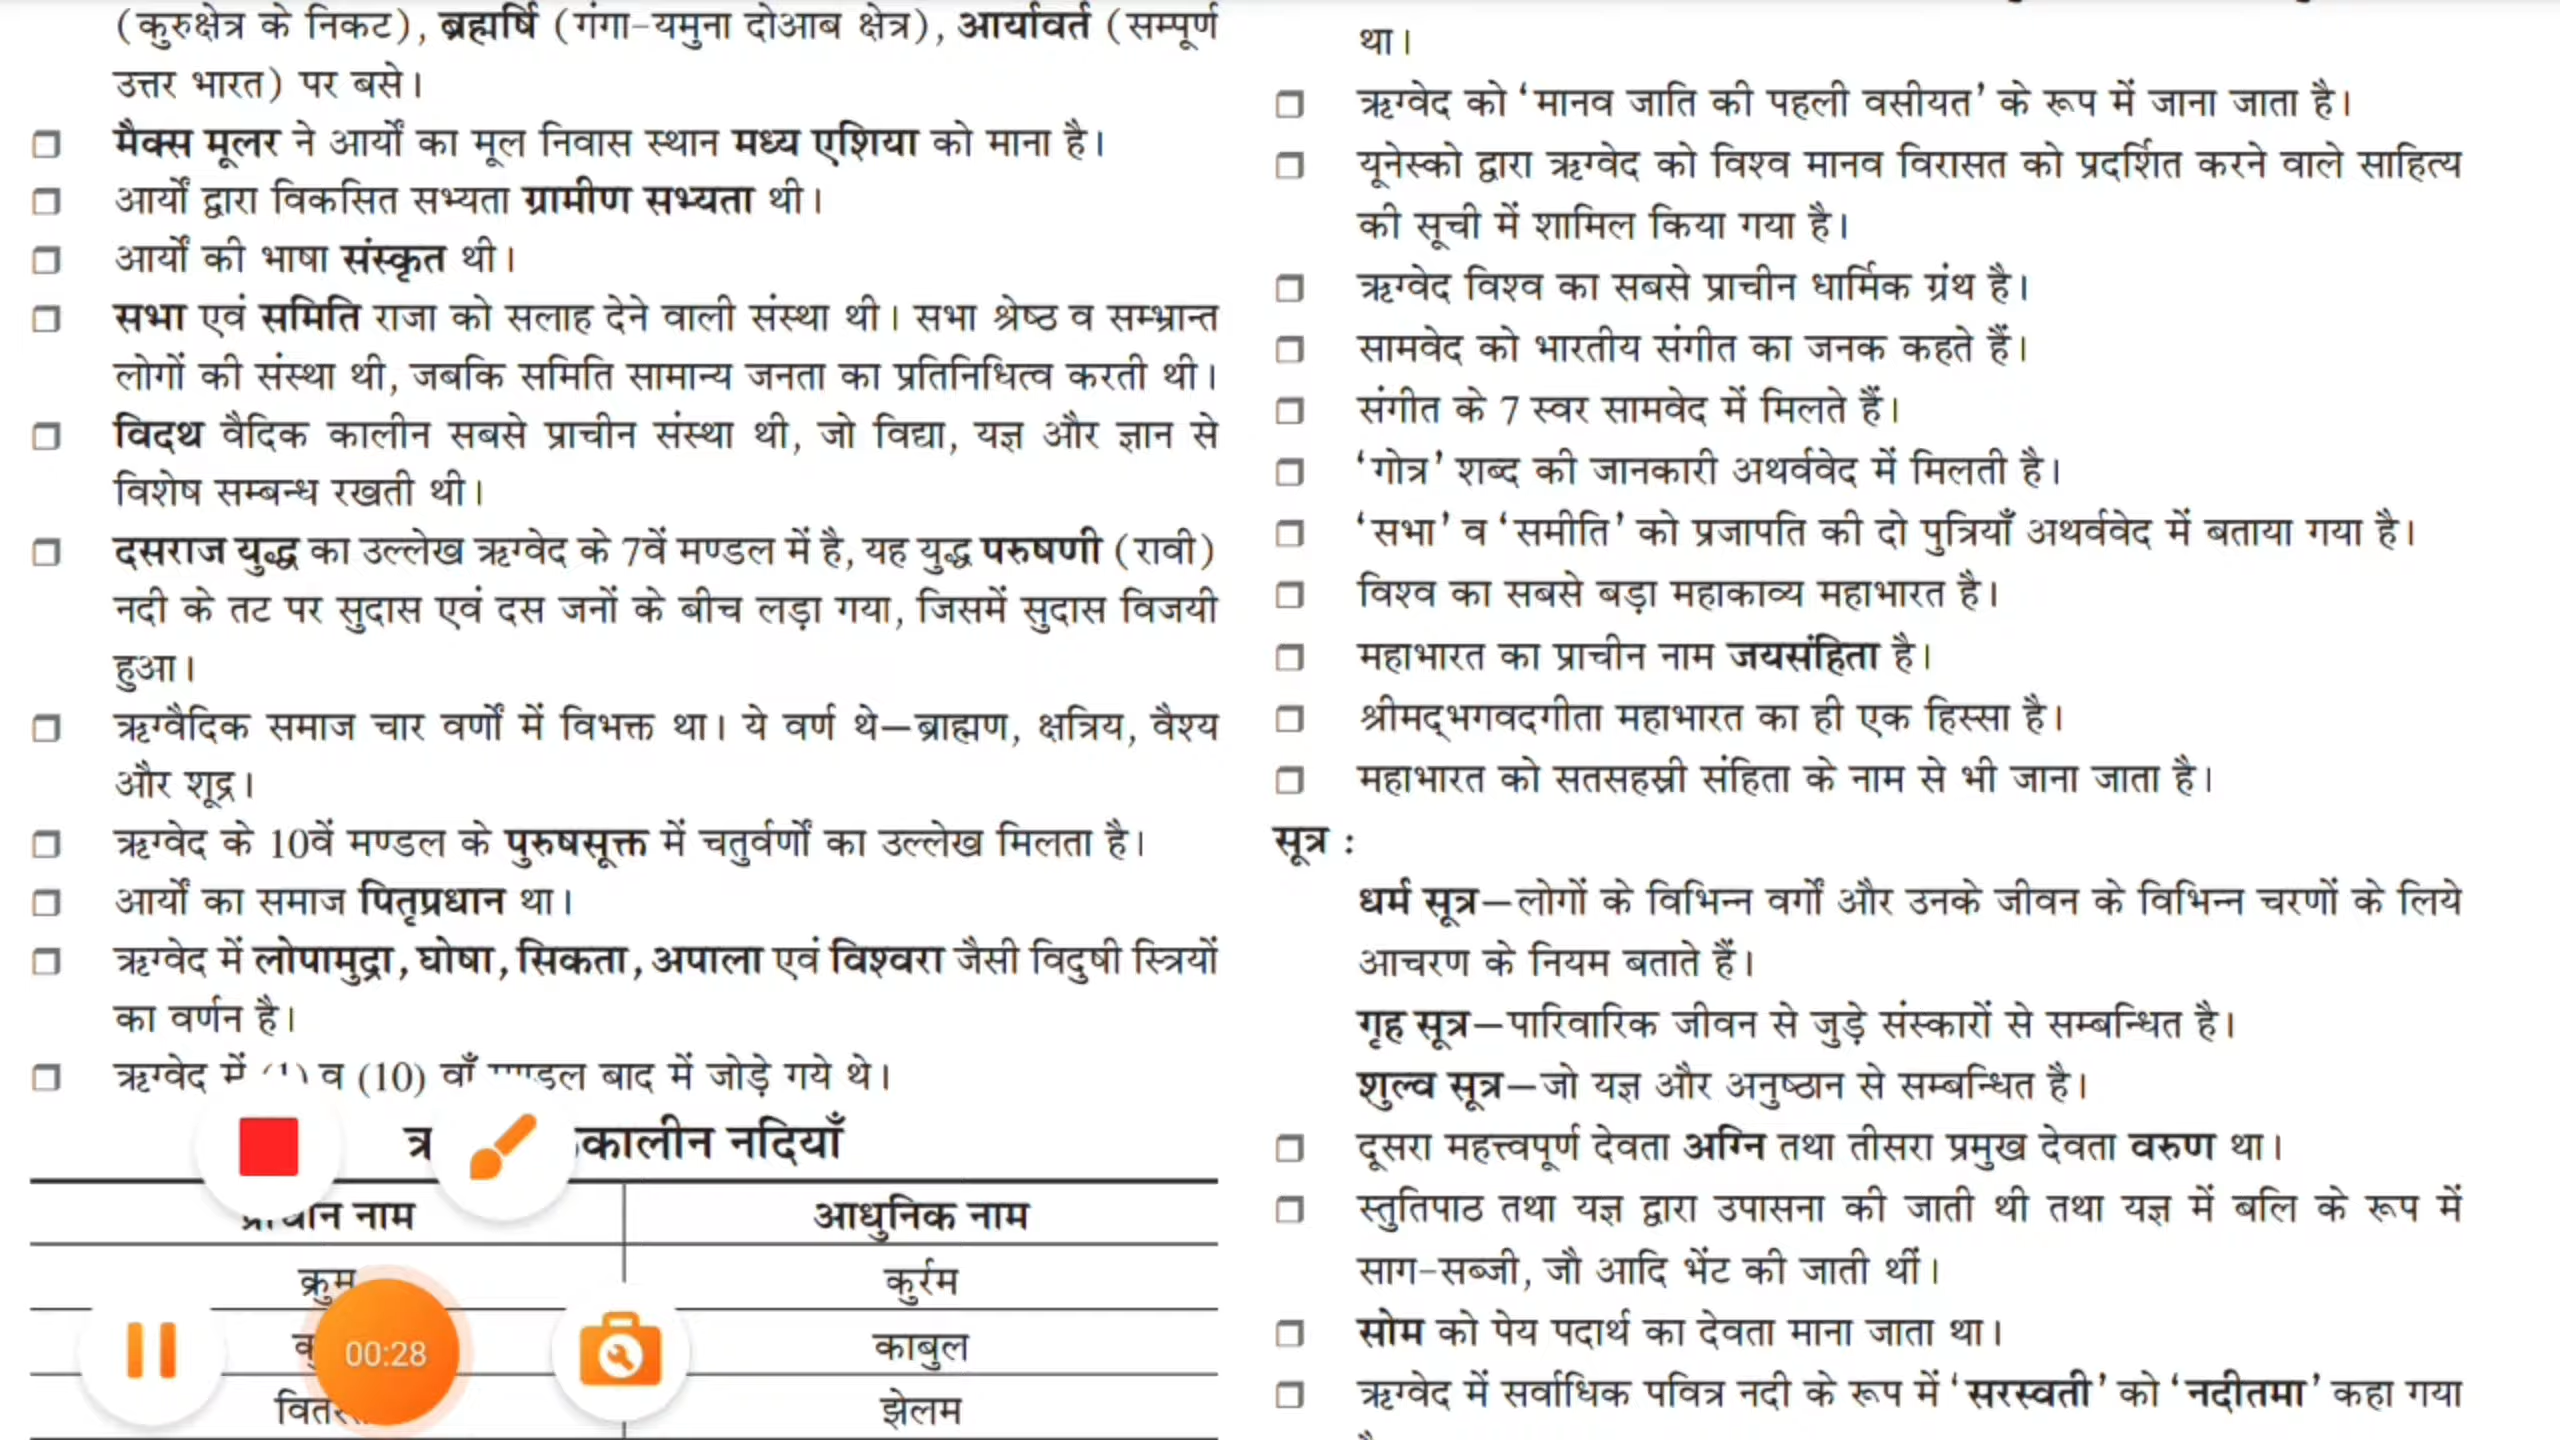 (कुरुक्षेत्र के निकट), ब्रह्मर्षि (गंगा-यमुना दोआब क्षेत्र), आर्यावर्त (सम्पूर्ण
उत्तर भारत) पर बसे।
❐ मैक्स मूलर ने आर्यों का मूल निवास स्थान मध्य एशिया को माना है।
❐ आर्यों द्वारा विकसित सभ्यता ग्रामीण सभ्यता थी।
❐ आर्यों की भाषा संस्कृत थी।
❐ सभा एवं समिति राजा को सलाह देने वाली संस्था थी। सभा श्रेष्ठ व सम्भ्रान्त
लोगों की संस्था थी, जबकि समिति सामान्य जनता का प्रतिनिधित्व करती थी।
❐ विदथ वैदिक कालीन सबसे प्राचीन संस्था थी, जो विद्या, यज्ञ और ज्ञान से
विशेष सम्बन्ध रखती थी।
❐ दसराज युद्ध का उल्लेख ऋग्वेद के 7वें मण्डल में है, यह युद्ध परुषणी (रावी)
नदी के तट पर सुदास एवं दस जनों के बीच लड़ा गया, जिसमें सुदास विजयी
हुआ।
❐ ऋग्वैदिक समाज चार वर्णों में विभक्त था। ये वर्ण थे—ब्राह्मण, क्षत्रिय, वैश्य
और शूद्र।
❐ ऋग्वेद के 10वें मण्डल के पुरुषसूक्त में चतुर्वर्णों का उल्लेख मिलता है।
❐ आर्यों का समाज पितृप्रधान था।
❐ ऋग्वेद में लोपामुद्रा, घोषा, सिकता, अपाला एवं विश्वरा जैसी विदुषी स्त्रियों
का वर्णन है।
❐ ऋग्वेद में व (10) वाँ बाद में जोड़े गये थे।
कालीन नदियाँ
नाम आधुनिक नाम
क्रुम कुर्रम
काबुल
झेलम
00:28
था।
❐ ऋग्वेद को ‘मानव जाति की पहली वसीयत’ के रूप में जाना जाता है।
❐ यूनेस्को द्वारा ऋग्वेद को विश्व मानव विरासत को प्रदर्शित करने वाले साहित्य
की सूची में शामिल किया गया है।
❐ ऋग्वेद विश्व का सबसे प्राचीन धार्मिक ग्रंथ है।
❐ सामवेद को भारतीय संगीत का जनक कहते हैं।
❐ संगीत के 7 स्वर सामवेद में मिलते हैं।
❐ ‘गोत्र’ शब्द की जानकारी अथर्ववेद में मिलती है।
❐ ‘सभा’ व ‘समीति’ को प्रजापति की दो पुत्रियाँ अथर्ववेद में बताया गया है।
❐ विश्व का सबसे बड़ा महाकाव्य महाभारत है।
❐ महाभारत का प्राचीन नाम जयसंहिता है।
❐ श्रीमद्भगवदगीता महाभारत का ही एक हिस्सा है।
❐ महाभारत को सतसहस्री संहिता के नाम से भी जाना जाता है।
सूत्र :
धर्म सूत्र—लोगों के विभिन्न वर्गों और उनके जीवन के विभिन्न चरणों के लिये
आचरण के नियम बताते हैं।
गृह सूत्र—पारिवारिक जीवन से जुड़े संस्कारों से सम्बन्धित है।
शुल्व सूत्र—जो यज्ञ और अनुष्ठान से सम्बन्धित है।
❐ दूसरा महत्त्वपूर्ण देवता अग्नि तथा तीसरा प्रमुख देवता वरुण था।
❐ स्तुतिपाठ तथा यज्ञ द्वारा उपासना की जाती थी तथा यज्ञ में बलि के रूप में
साग-सब्जी, जौ आदि भेंट की जाती थीं।
❐ सोम को पेय पदार्थ का देवता माना जाता था।
❐ ऋग्वेद में सर्वाधिक पवित्र नदी के रूप में ‘सरस्वती’ को ‘नदीतमा’ कहा गया